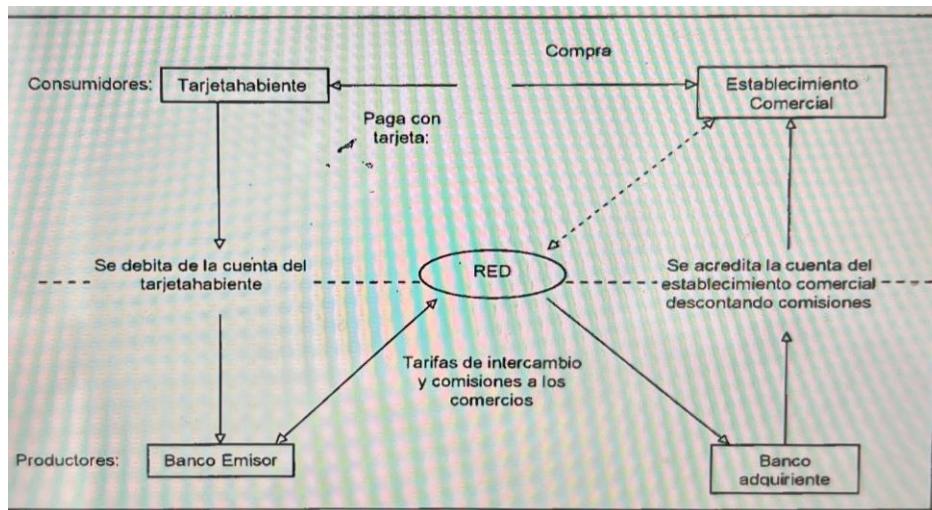 Compra
Consumidores:
Tarjetahabiente
Establecimiento
Comercial
Paga con
tarjeta:
Se debita de la cuenta del
tarjetahabiente
RED
Se acredita la cuenta del
establecimiento comercial
descontando comisiones
Tarifas de intercambio
y comisiones a los
comercios
Productores:
Banco Emisor
Banco
adquiriente